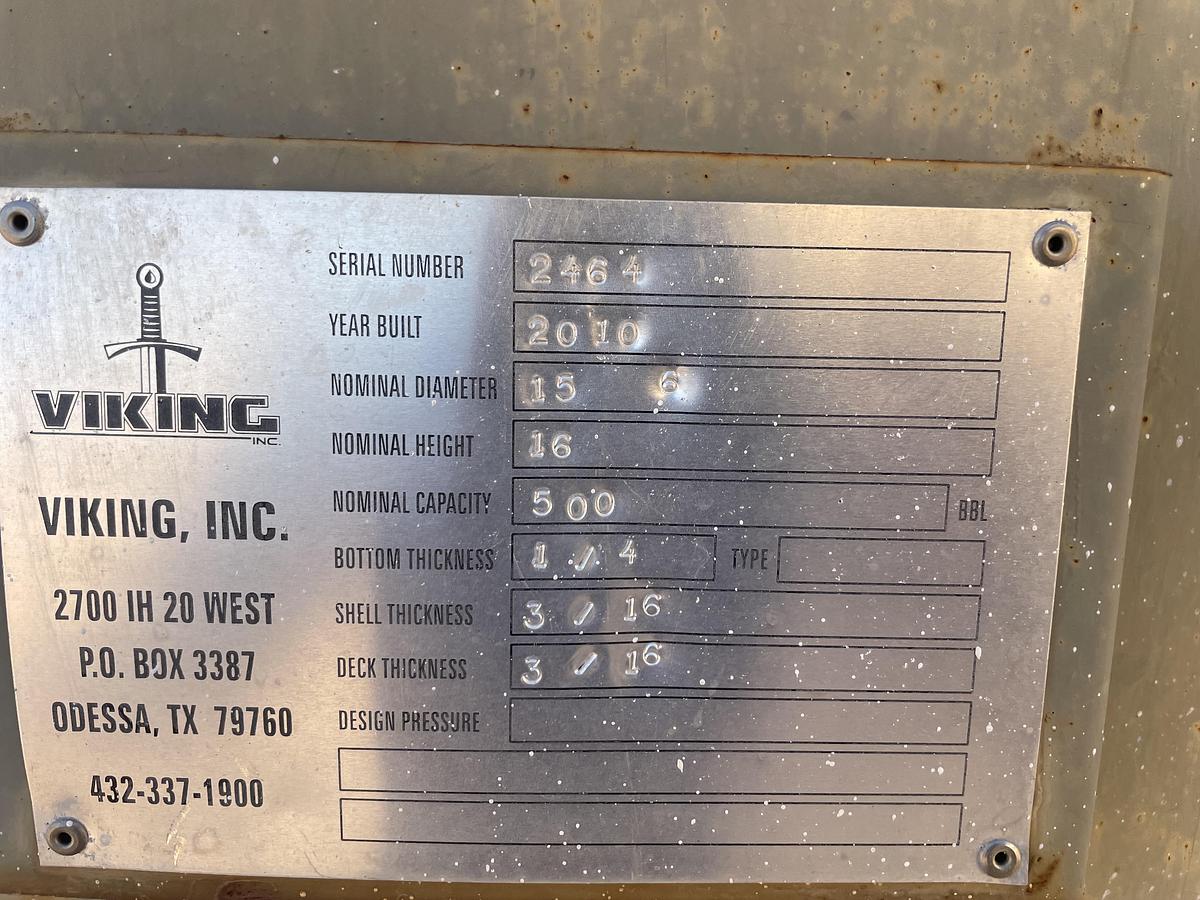 VIKING
INC.
VIKING, INC.
2700 IH 20 WEST
P.O. BOX 3387
ODESSA, TX 79760
432-337-1900
SERIAL NUMBER 2464
YEAR BUILT 2010
NOMINAL DIAMETER 15 6
NOMINAL HEIGHT 16
NOMINAL CAPACITY 500 BBL
BOTTOM THICKNESS 1/4 TYPE
SHELL THICKNESS 3/16
DECK THICKNESS 3/16
DESIGN PRESSURE